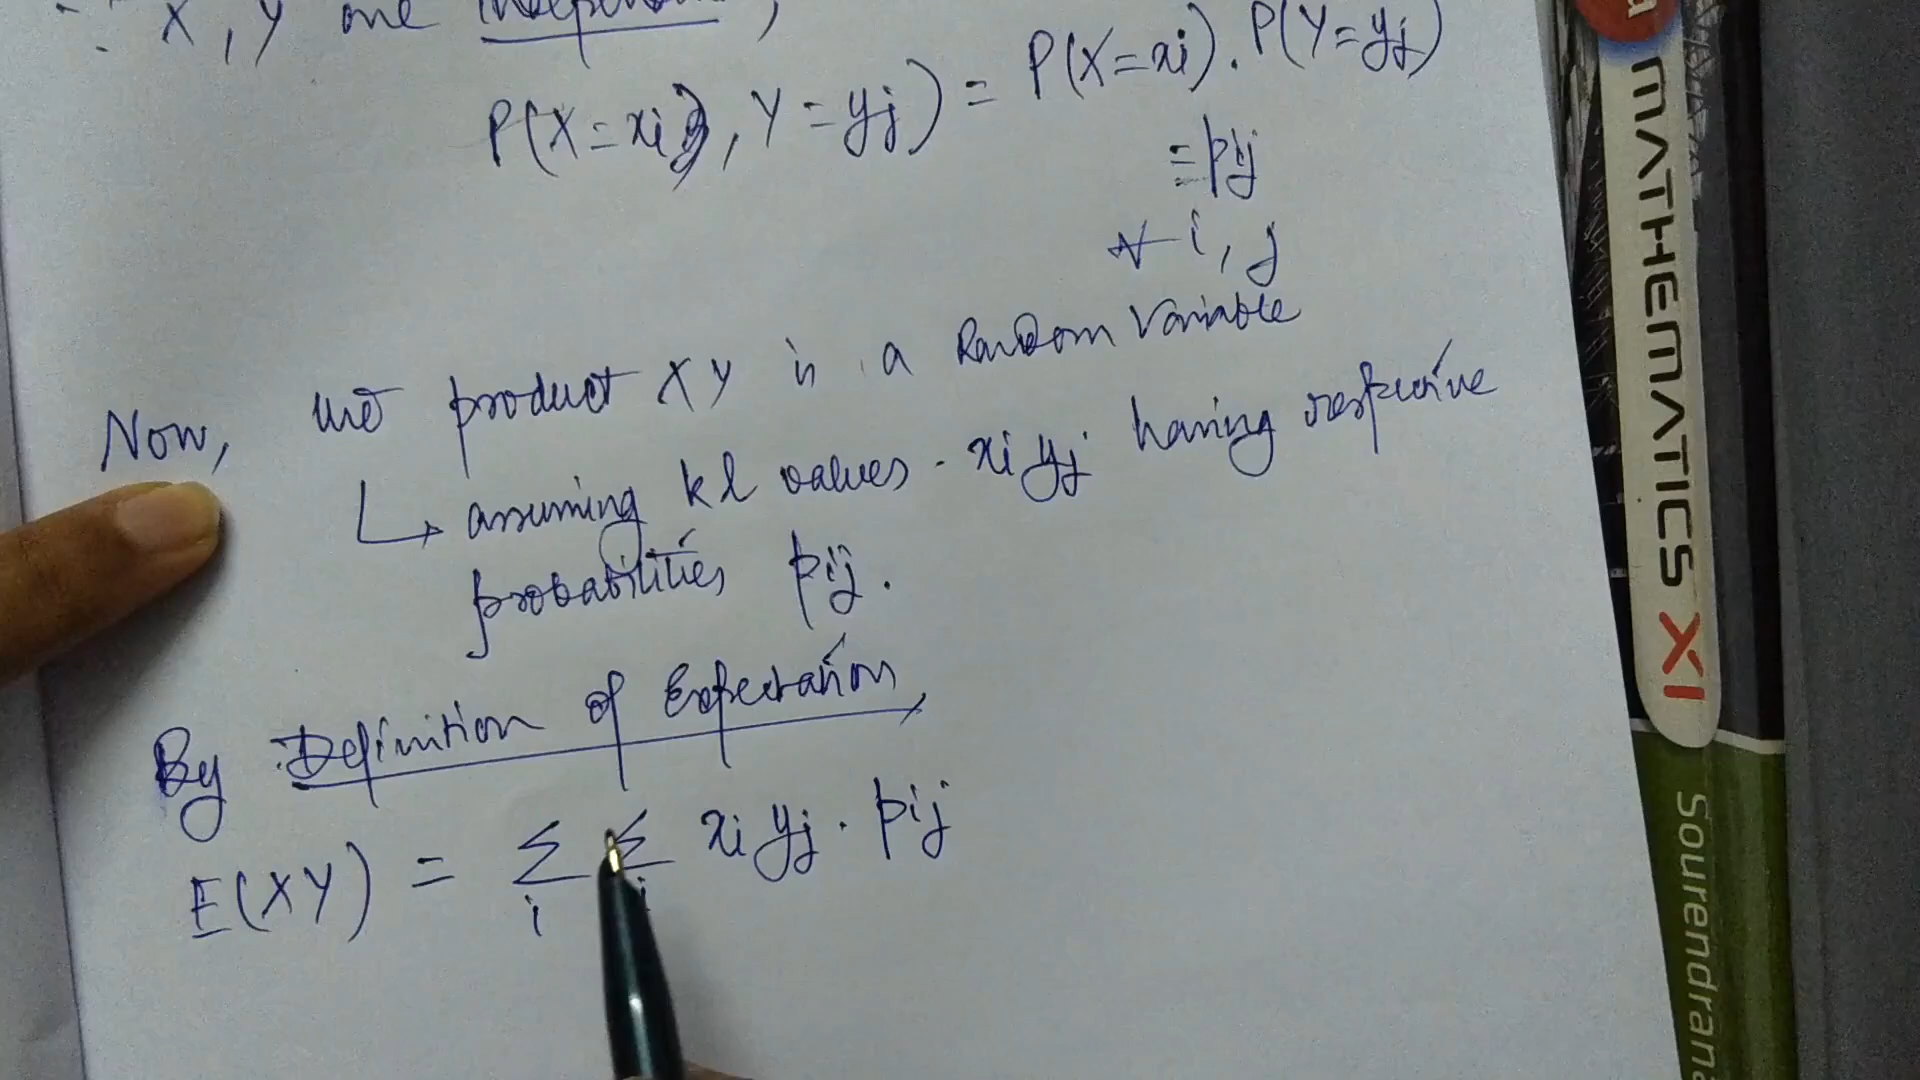 ∵ X, Y are independent,
P(X=xi, Y=yj) = P(X=xi). P(Y=yj)
= pij
∀ i, j
Now, the product XY is a Random Variable
↳ assuming kl values - xi yj having respective
probabilities pij.
By Definition of Expectation,
E(XY) = Σ Σ xi yj . pij
i
MATHEMATICS XI
Sourendran